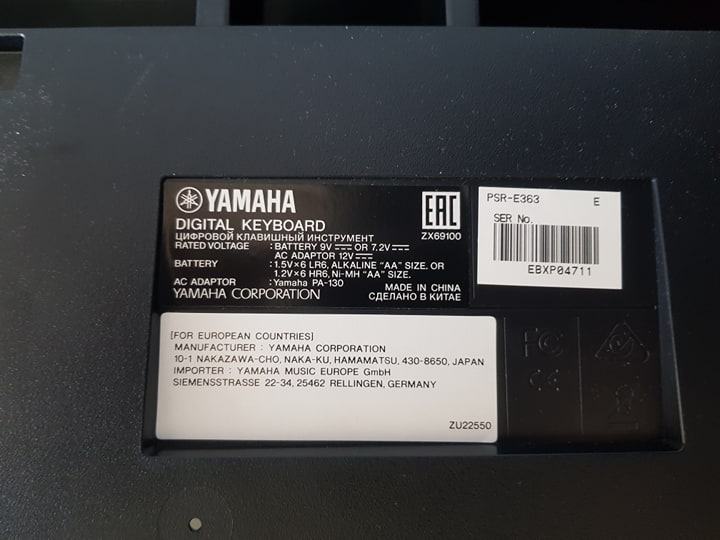 YAMAHA
DIGITAL KEYBOARD
ЦИФРОВОЙ КЛАВИШНЫЙ ИНСТРУМЕНТ
RATED VOLTAGE : BATTERY 9V OR 7.2V
AC ADAPTOR 12V
BATTERY : 1.5V×6 LR6, ALKALINE "AA" SIZE. OR
1.2V×6 HR6, Ni-MH "AA" SIZE.
AC ADAPTOR : Yamaha PA-130
YAMAHA CORPORATION
EAC
ZX69100
MADE IN CHINA
СДЕЛАНО В КИТАЕ
PSR-E363 E
SER No.
EBXP04711
[FOR EUROPEAN COUNTRIES]
MANUFACTURER : YAMAHA CORPORATION
10-1 NAKAZAWA-CHO, NAKA-KU, HAMAMATSU, 430-8650, JAPAN
IMPORTER : YAMAHA MUSIC EUROPE GmbH
SIEMENSSTRASSE 22-34, 25462 RELLINGEN, GERMANY
ZU22550
FC
CE